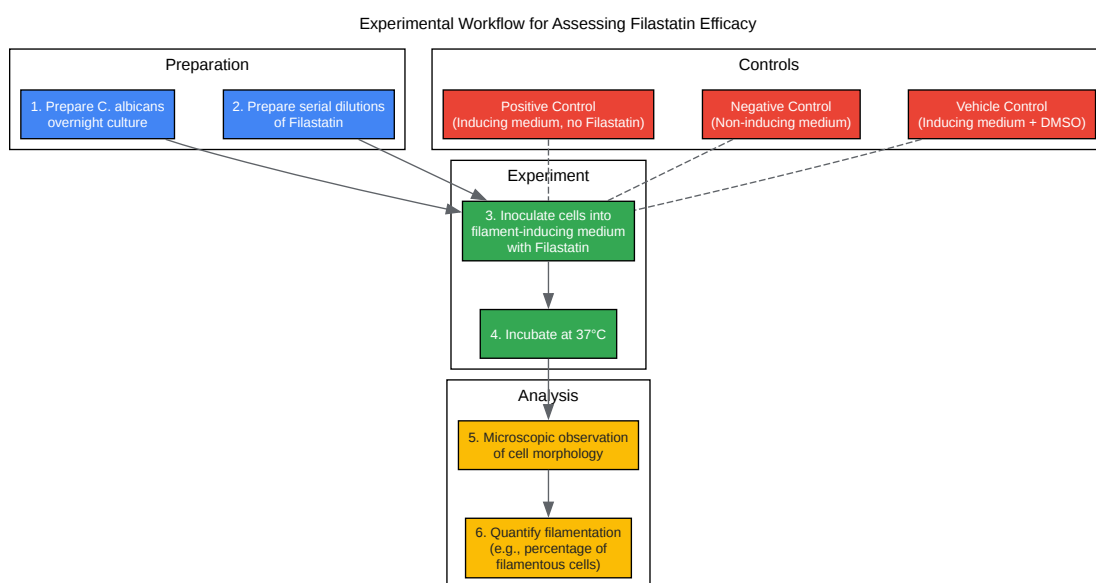 Experimental Workflow for Assessing Filastatin Efficacy
Preparation
1. Prepare C. albicans
overnight culture
2. Prepare serial dilutions
of Filastatin
Controls
Positive Control
(Inducing medium, no Filastatin)
Negative Control
(Non-inducing medium)
Vehicle Control
(Inducing medium + DMSO)
Experiment
3. Inoculate cells into
filament-inducing medium
with Filastatin
4. Incubate at 37°C
Analysis
5. Microscopic observation
of cell morphology
6. Quantify filamentation
(e.g., percentage of
filamentous cells)